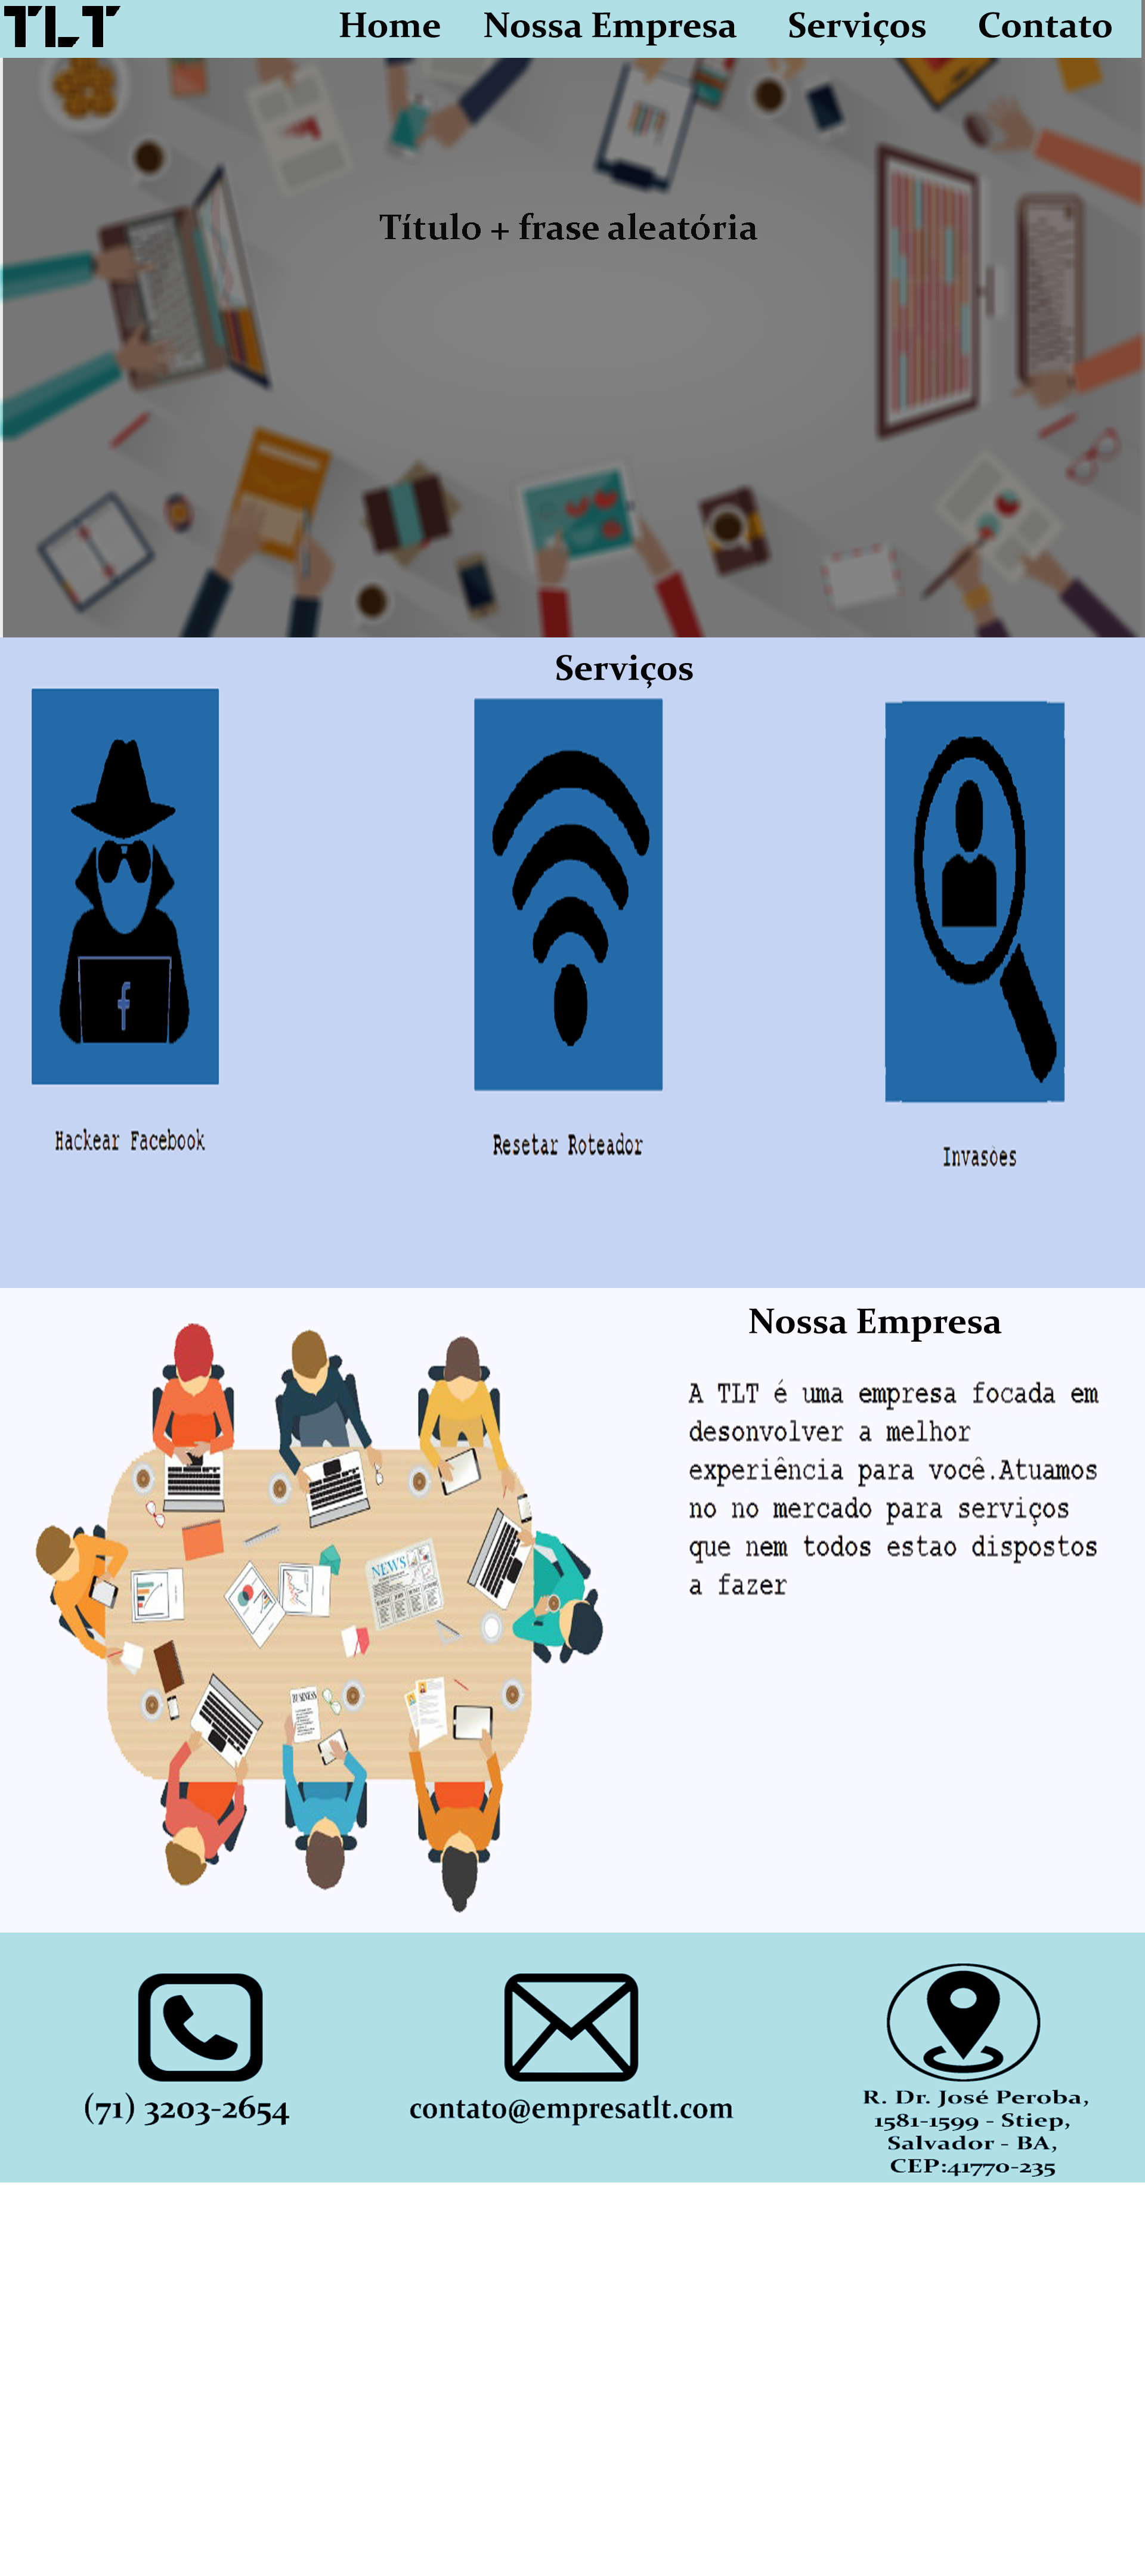 TLT
Home Nossa Empresa Serviços Contato
Título + frase aleatória
Serviços
Hackear Facebook
Resetar Roteador
Invasões
Nossa Empresa
A TLT é uma empresa focada em
desonvolver a melhor
experiência para você.Atuamos
no no mercado para serviços
que nem todos estao dispostos
a fazer
NEWS
BUSINESS
(71) 3203-2654
contato@empresatlt.com
R. Dr. José Peroba,
1581-1599 - Stiep,
Salvador - BA,
CEP:41770-235